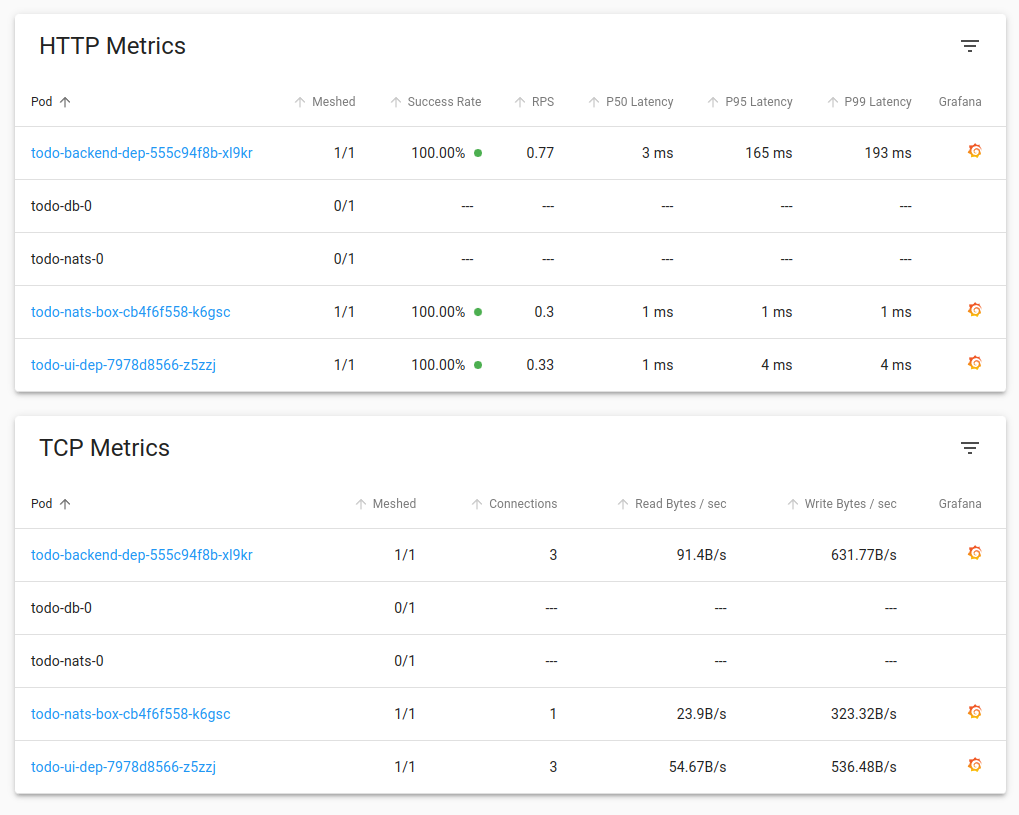 HTTP Metrics
Pod Meshed Success Rate RPS P50 Latency P95 Latency P99 Latency Grafana
todo-backend-dep-555c94f8b-xl9kr 1/1 100.00% 0.77 3 ms 165 ms 193 ms
todo-db-0 0/1 --- --- --- --- ---
todo-nats-0 0/1 --- --- --- --- ---
todo-nats-box-cb4f6f558-k6gsc 1/1 100.00% 0.3 1 ms 1 ms 1 ms
todo-ui-dep-7978d8566-z5zzj 1/1 100.00% 0.33 1 ms 4 ms 4 ms
TCP Metrics
Pod Meshed Connections Read Bytes / sec Write Bytes / sec Grafana
todo-backend-dep-555c94f8b-xl9kr 1/1 3 91.4B/s 631.77B/s
todo-db-0 0/1 --- --- ---
todo-nats-0 0/1 --- --- ---
todo-nats-box-cb4f6f558-k6gsc 1/1 1 23.9B/s 323.32B/s
todo-ui-dep-7978d8566-z5zzj 1/1 3 54.67B/s 536.48B/s